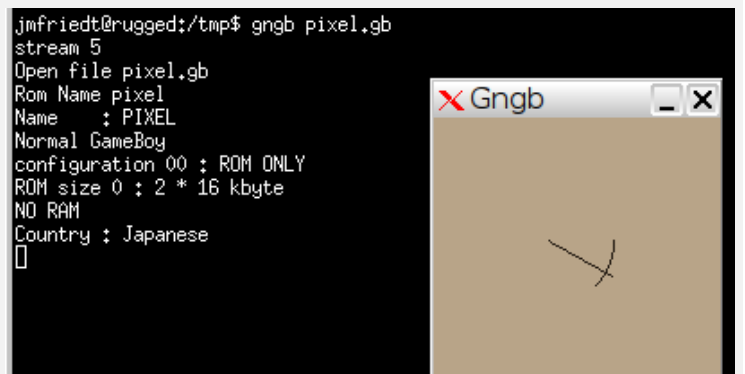 jmfriedt@rugged:/tmp$ gngb pixel.gb
stream 5
Open file pixel.gb
Rom Name pixel
Name    : PIXEL
Normal GameBoy
configuration 00 : ROM ONLY
ROM size 0 : 2 * 16 kbyte
NO RAM
Country : Japanese
Gngb